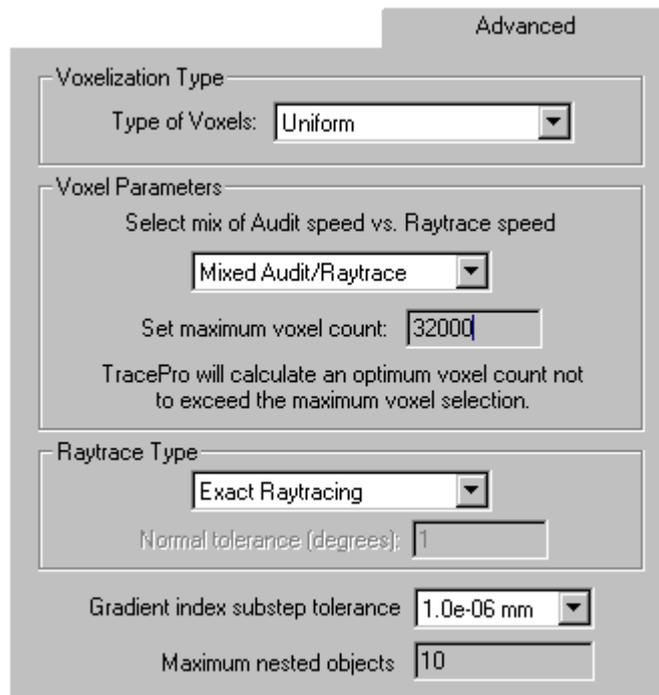 Advanced
Voxelization Type
Type of Voxels: Uniform
Voxel Parameters
Select mix of Audit speed vs. Raytrace speed
Mixed Audit/Raytrace
Set maximum voxel count: 32000
TracePro will calculate an optimum voxel count not
to exceed the maximum voxel selection.
Raytrace Type
Exact Raytracing
Normal tolerance (degrees): 1
Gradient index substep tolerance 1.0e-06 mm
Maximum nested objects 10